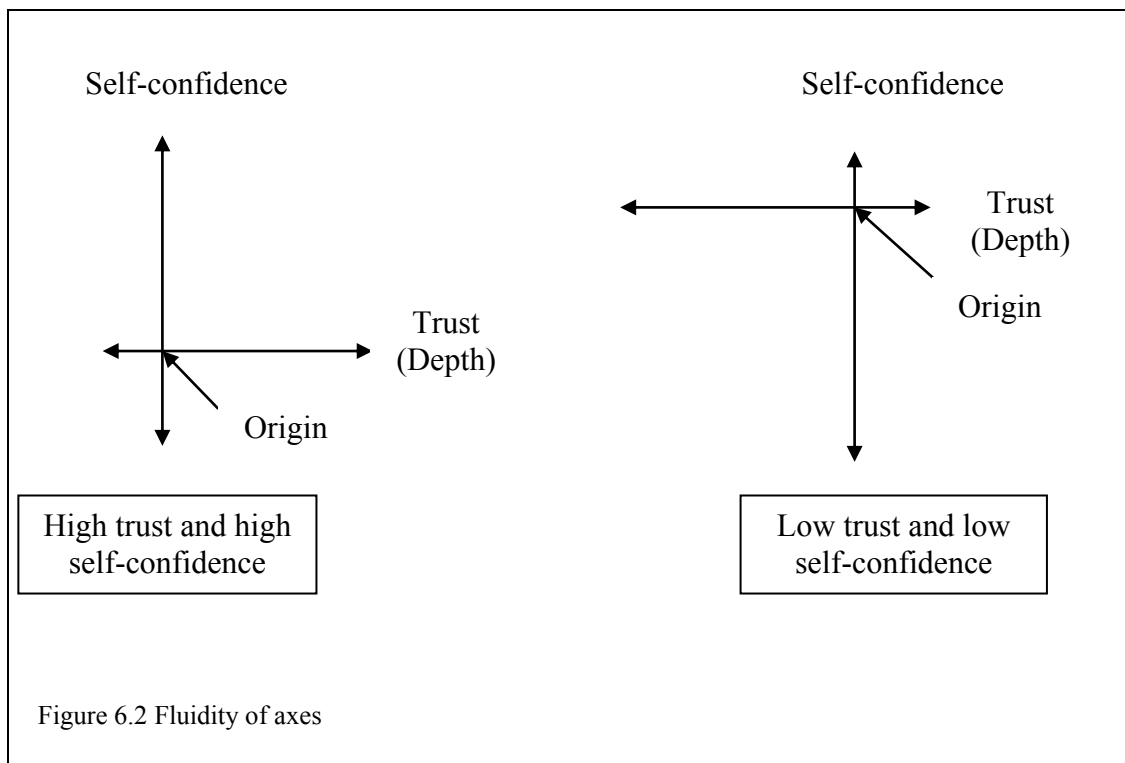 Self-confidence
Trust
(Depth)
Origin
High trust and high
self-confidence
Self-confidence
Trust
(Depth)
Origin
Low trust and low
self-confidence
Figure 6.2 Fluidity of axes